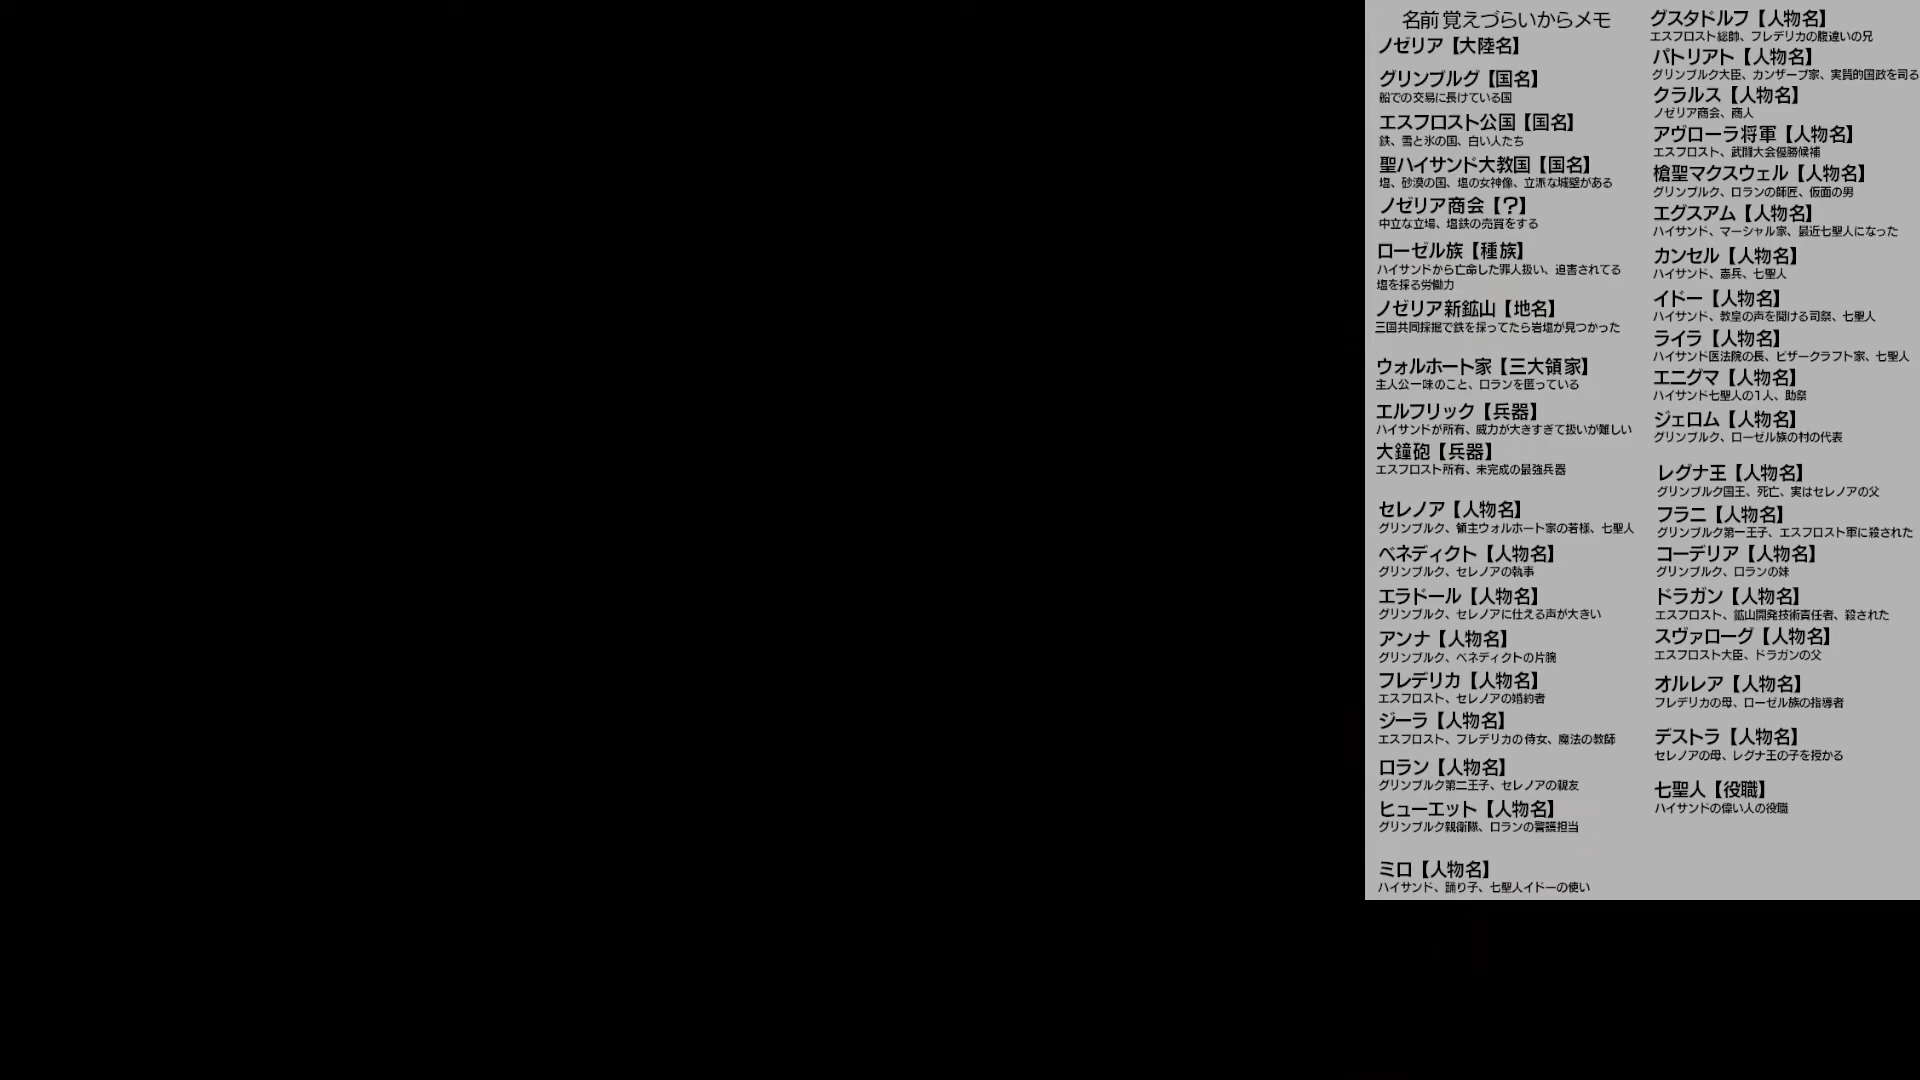 名前覚えづらいからメモ
ノゼリア【大陸名】
グリンブルグ【国名】
船での交易に長けている国
エスフロスト公国【国名】
鉄、雪と氷の国、白い人たち
聖ハイサンド大教国【国名】
塩、砂漠の国、塩の女神像、立派な城壁がある
ノゼリア商会【？】
中立な立場、塩鉄の売買をする
ローゼル族【種族】
ハイサンドから亡命した罪人扱い、迫害されてる
塩を採る労働力
ノゼリア新鉱山【地名】
三国共同採掘で鉄を採ってたら岩塩が見つかった
ウォルホート家【三大領家】
主人公一味のこと、ロランを匿っている
エルフリック【兵器】
ハイサンドが所有、威力が大きすぎて扱いが難しい
大鐘砲【兵器】
エスフロスト所有、未完成の最強兵器
セレノア【人物名】
グリンブルク、領主ウォルホート家の若様、七聖人
ベネディクト【人物名】
グリンブルク、セレノアの執事
エラドール【人物名】
グリンブルク、セレノアに仕える声が大きい
アンナ【人物名】
グリンブルク、ベネディクトの片腕
フレデリカ【人物名】
エスフロスト、セレノアの婚約者
ジーラ【人物名】
エスフロスト、フレデリカの侍女、魔法の教師
ロラン【人物名】
グリンブルク第二王子、セレノアの親友
ヒューエット【人物名】
グリンブルク親衛隊、ロランの警護担当
ミロ【人物名】
ハイサンド、踊り子、七聖人イドーの使い
グスタドルフ【人物名】
エスフロスト総帥、フレデリカの腹違いの兄
パトリアト【人物名】
グリンブルク大臣、カンザーブ家、実質的国政を司る
クラルス【人物名】
ノゼリア商会、商人
アヴローラ将軍【人物名】
エスフロスト、武闘大会優勝候補
槍聖マクスウェル【人物名】
グリンブルク、ロランの師匠、仮面の男
エグスアム【人物名】
ハイサンド、マーシャル家、最近七聖人になった
カンセル【人物名】
ハイサンド、憲兵、七聖人
イドー【人物名】
ハイサンド、教皇の声を聞ける司祭、七聖人
ライラ【人物名】
ハイサンド医法院の長、ビザークラフト家、七聖人
エニグマ【人物名】
ハイサンド七聖人の1人、助祭
ジェロム【人物名】
グリンブルク、ローゼル族の村の代表
レグナ王【人物名】
グリンブルク国王、死亡、実はセレノアの父
フラニ【人物名】
グリンブルク第一王子、エスフロスト軍に殺された
コーデリア【人物名】
グリンブルク、ロランの妹
ドラガン【人物名】
エスフロスト、鉱山開発技術責任者、殺された
スヴァローグ【人物名】
エスフロスト大臣、ドラガンの父
オルレア【人物名】
フレデリカの母、ローゼル族の指導者
デストラ【人物名】
セレノアの母、レグナ王の子を授かる
七聖人【役職】
ハイサンドの偉い人の役職